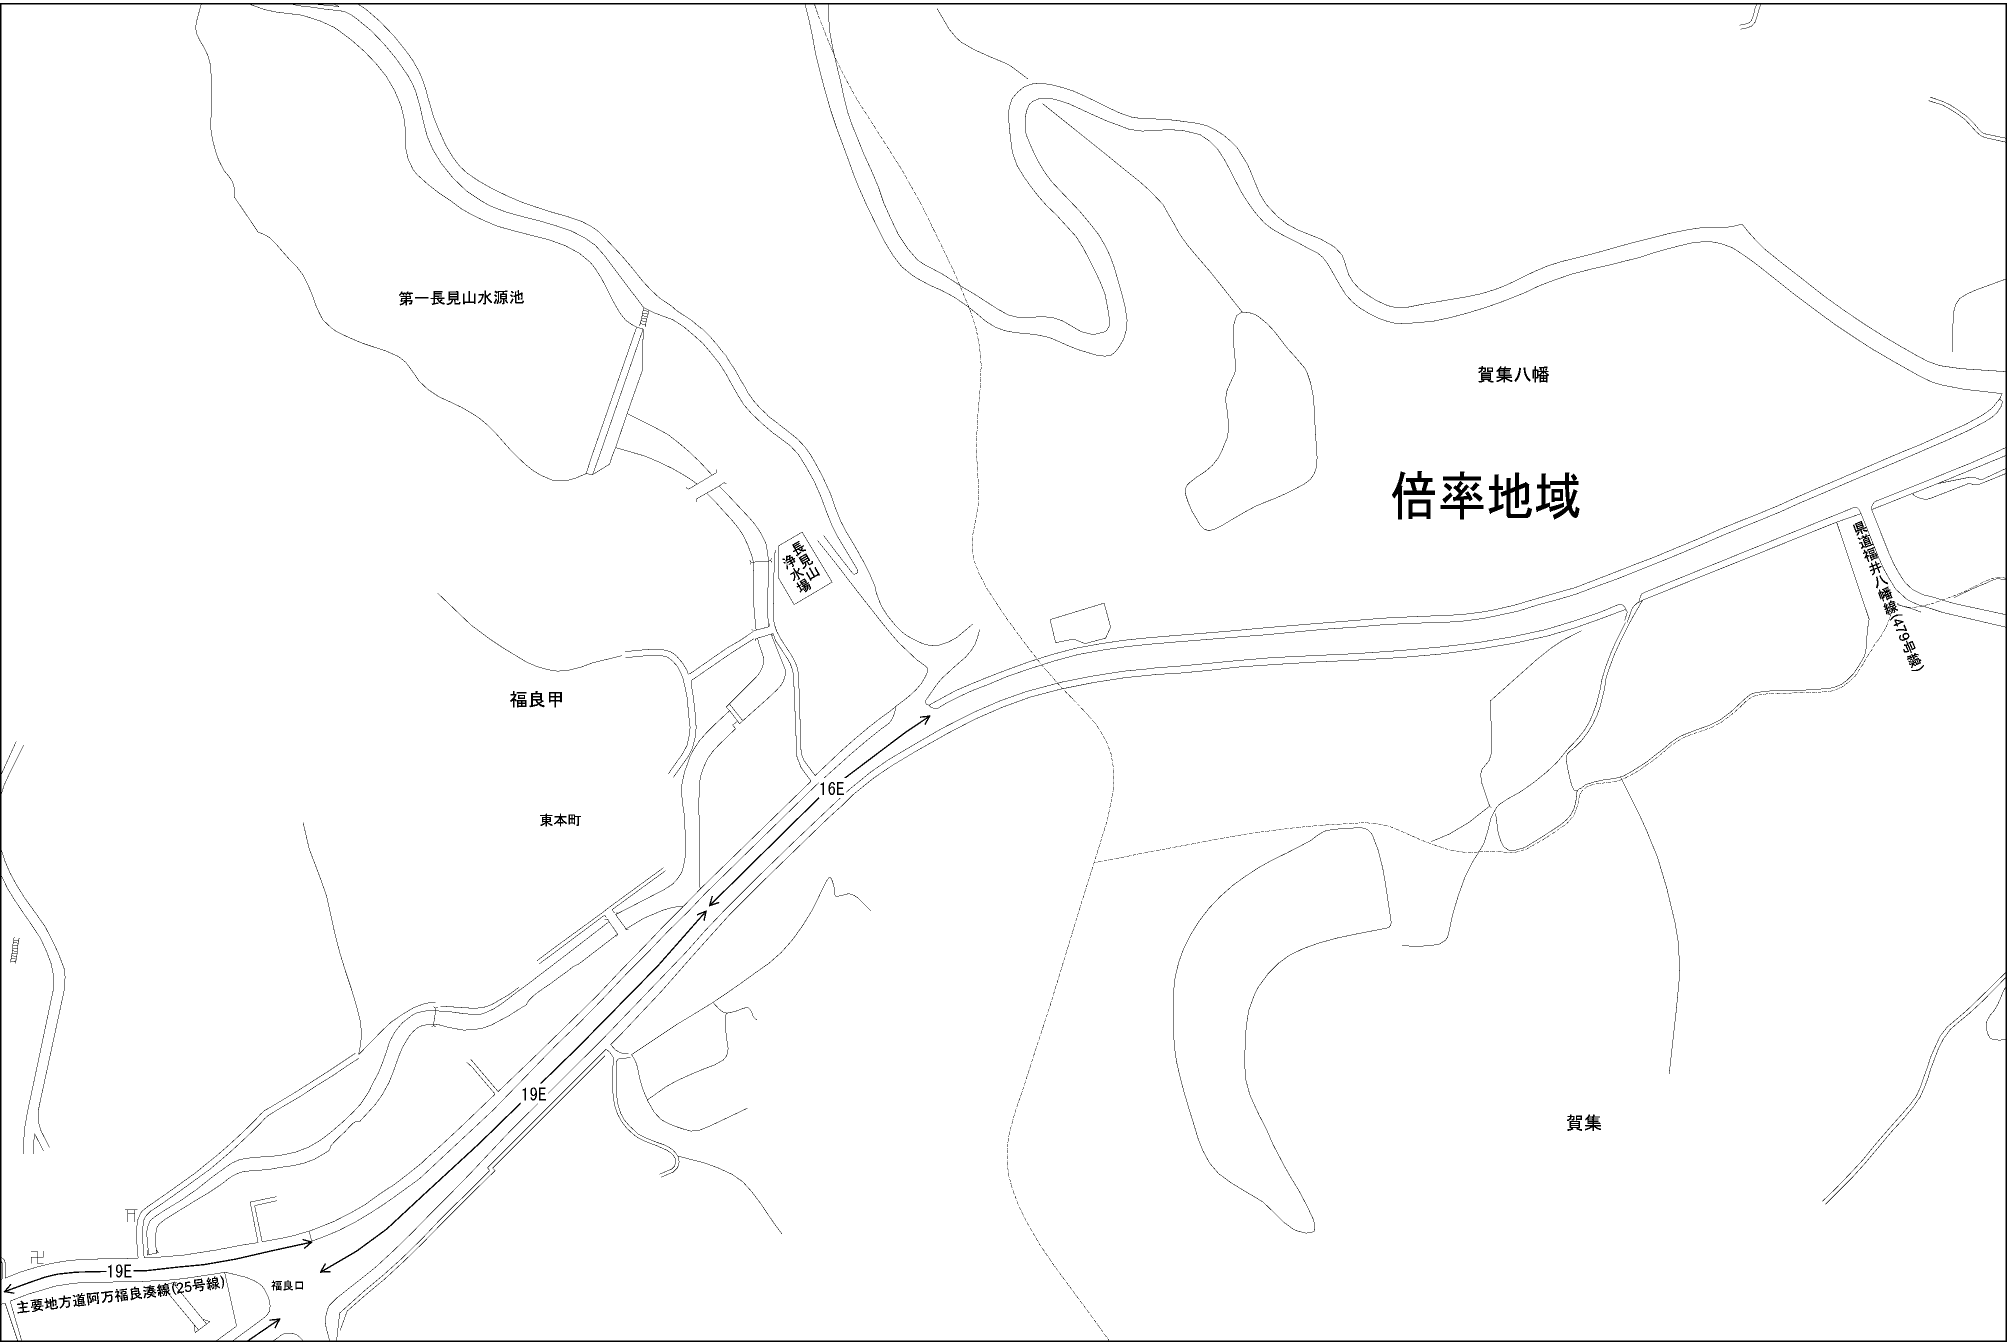 第一長見山水源池
賀集八幡
倍率地域
県道福井八幡線(479号線)
長見山
浄水場
福良甲
16E
東本町
19E
賀集
19E
福良口
主要地方道阿万福良湊線(25号線)